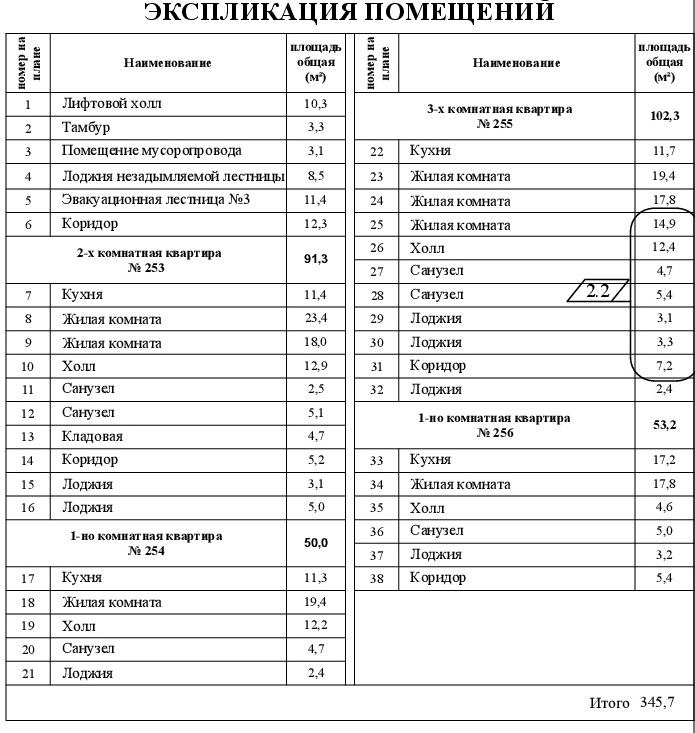 ЭКСПЛИКАЦИЯ ПОМЕЩЕНИЙ
номер на плане Наименование площадь общая (м²)
1 Лифтовой холл 10,3
2 Тамбур 3,3
3 Помещение мусоропровода 3,1
4 Лоджия незадымляемой лестницы 8,5
5 Эвакуационная лестница №3 11,4
6 Коридор 12,3
2-х комнатная квартира № 253 91,3
7 Кухня 11,4
8 Жилая комната 23,4
9 Жилая комната 18,0
10 Холл 12,9
11 Санузел 2,5
12 Санузел 5,1
13 Кладовая 4,7
14 Коридор 5,2
15 Лоджия 3,1
16 Лоджия 5,0
1-но комнатная квартира № 254 50,0
17 Кухня 11,3
18 Жилая комната 19,4
19 Холл 12,2
20 Санузел 4,7
21 Лоджия 2,4
номер на плане Наименование площадь общая (м²)
3-х комнатная квартира № 255 102,3
22 Кухня 11,7
23 Жилая комната 19,4
24 Жилая комната 17,8
25 Жилая комната 14,9
26 Холл 12,4
27 Санузел 4,7
28 Санузел 2.2 5,4
29 Лоджия 3,1
30 Лоджия 3,3
31 Коридор 7,2
32 Лоджия 2,4
1-но комнатная квартира № 256 53,2
33 Кухня 17,2
34 Жилая комната 17,8
35 Холл 4,6
36 Санузел 5,0
37 Лоджия 3,2
38 Коридор 5,4
Итого 345,7